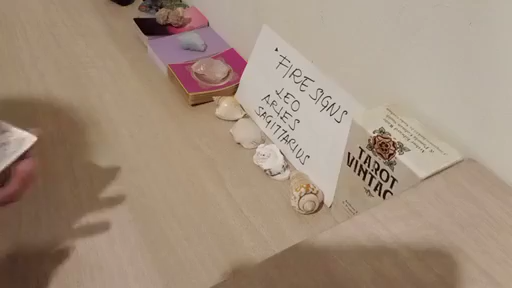 FIRE SIGNS
LEO
ARIES
SAGITTARIUS
TAROT
VINTAG